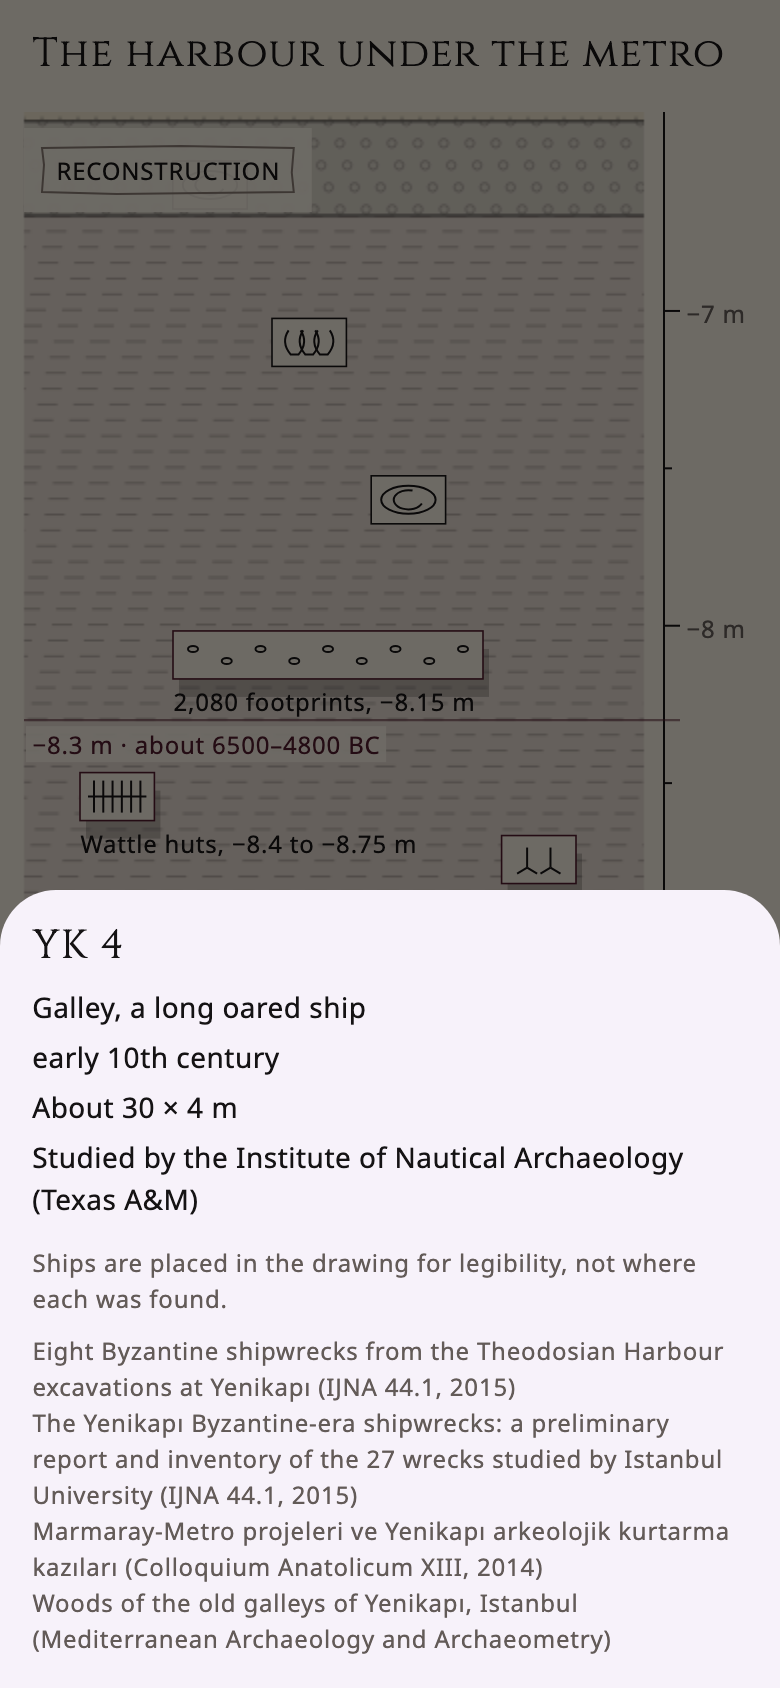 The harbour under the metro
RECONSTRUCTION
−7 m
−8 m
2,080 footprints, −8.15 m
−8.3 m · about 6500–4800 BC
Wattle huts, −8.4 to −8.75 m
YK 4
Galley, a long oared ship
early 10th century
About 30 × 4 m
Studied by the Institute of Nautical Archaeology
(Texas A&M)
Ships are placed in the drawing for legibility, not where
each was found.
Eight Byzantine shipwrecks from the Theodosian Harbour
excavations at Yenikapı (IJNA 44.1, 2015)
The Yenikapı Byzantine-era shipwrecks: a preliminary
report and inventory of the 27 wrecks studied by Istanbul
University (IJNA 44.1, 2015)
Marmaray-Metro projeleri ve Yenikapı arkeolojik kurtarma
kazıları (Colloquium Anatolicum XIII, 2014)
Woods of the old galleys of Yenikapı, Istanbul
(Mediterranean Archaeology and Archaeometry)